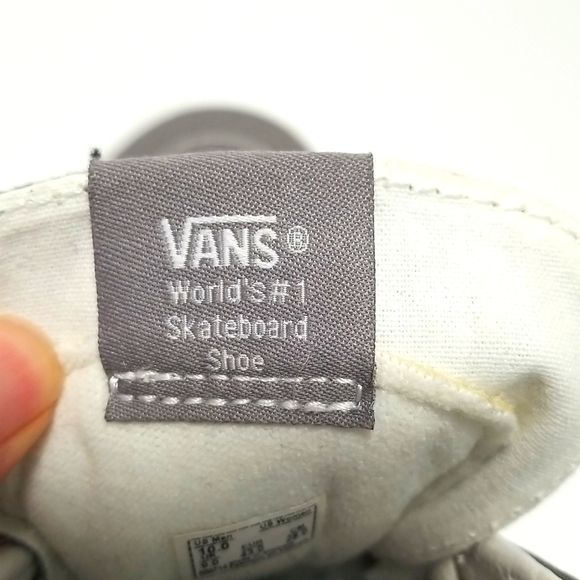 VANS®
World's #1
Skateboard
Shoe
US Men US Women
10.0